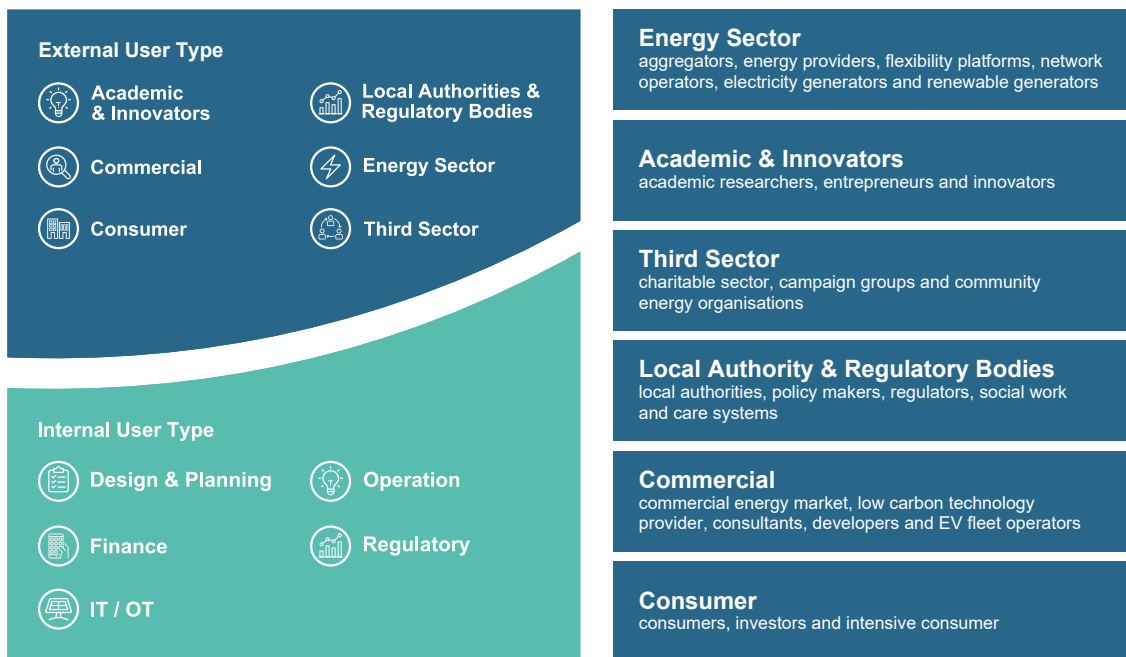 External User Type
Academic
& Innovators
Local Authorities &
Regulatory Bodies
Commercial
Energy Sector
Consumer
Third Sector
Internal User Type
Design & Planning
Operation
Finance
Regulatory
IT / OT
Energy Sector
aggregators, energy providers, flexibility platforms, network
operators, electricity generators and renewable generators
Academic & Innovators
academic researchers, entrepreneurs and innovators
Third Sector
charitable sector, campaign groups and community
energy organisations
Local Authority & Regulatory Bodies
local authorities, policy makers, regulators, social work
and care systems
Commercial
commercial energy market, low carbon technology
provider, consultants, developers and EV fleet operators
Consumer
consumers, investors and intensive consumer